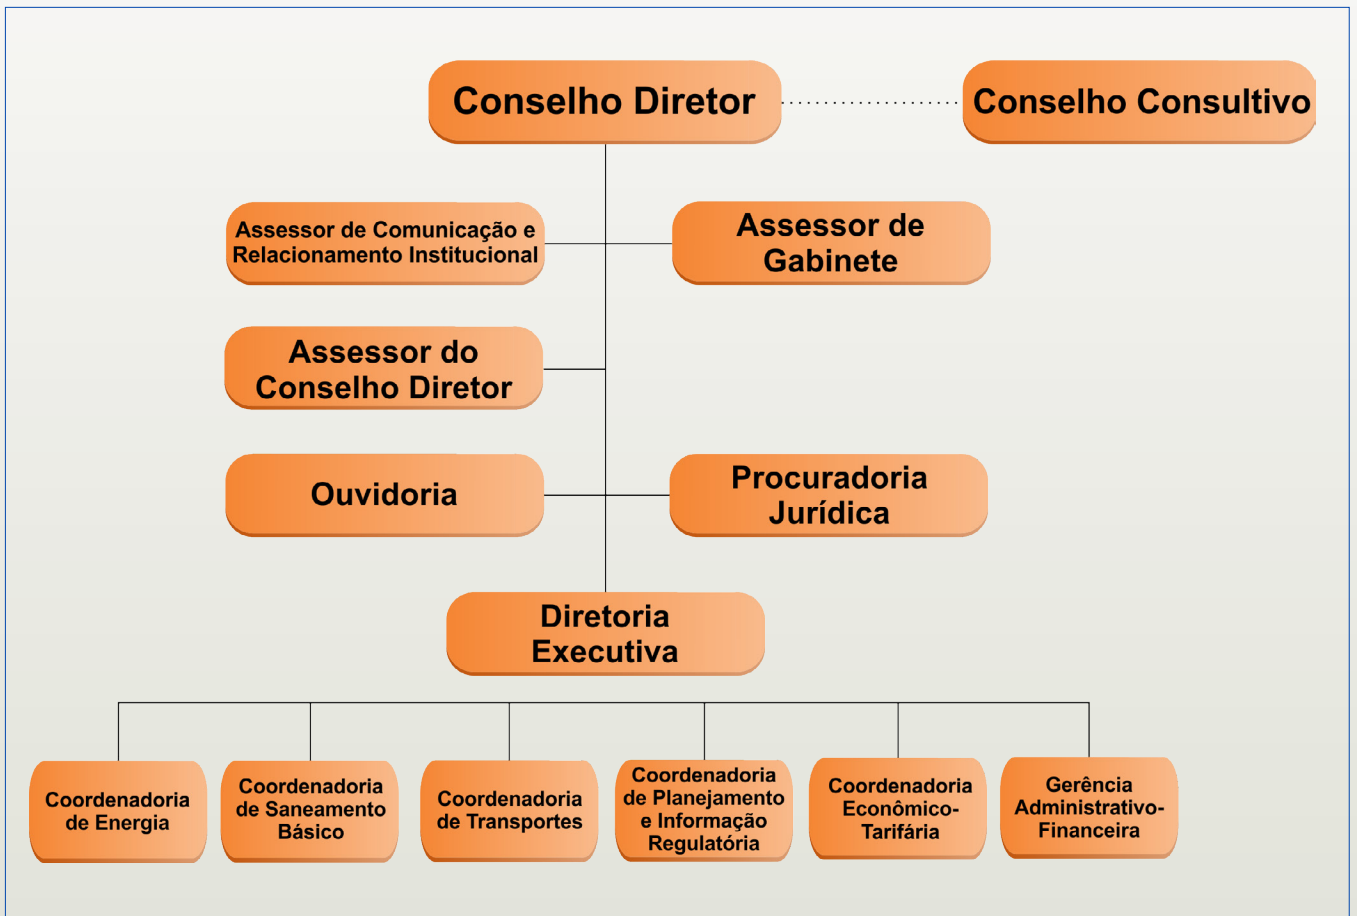 Conselho Diretor
Conselho Consultivo
Assessor de Comunicação e
Relacionamento Institucional
Assessor de
Gabinete
Assessor do
Conselho Diretor
Ouvidoria
Procuradoria
Jurídica
Diretoria
Executiva
Coordenadoria
de Energia
Coordenadoria
de Saneamento
Básico
Coordenadoria
de Transportes
Coordenadoria
de Planejamento
e Informação
Regulatória
Coordenadoria
Econômico-
Tarifária
Gerência
Administrativo-
Financeira